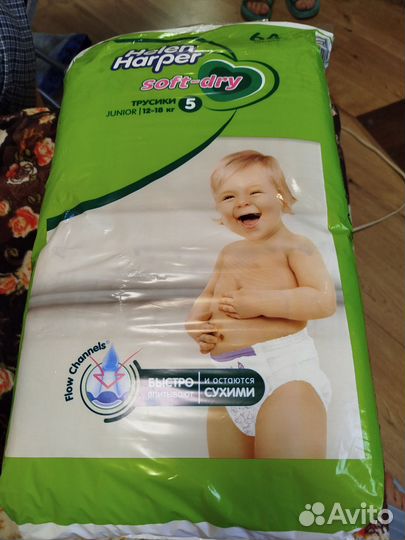 Helen
Harper
64
soft-dry
ТРУСИКИ 5
JUNIOR | 12-18 кг
Flow Channels®
БЫСТРО
впитывают
и остаются
СУХИМИ
Avito